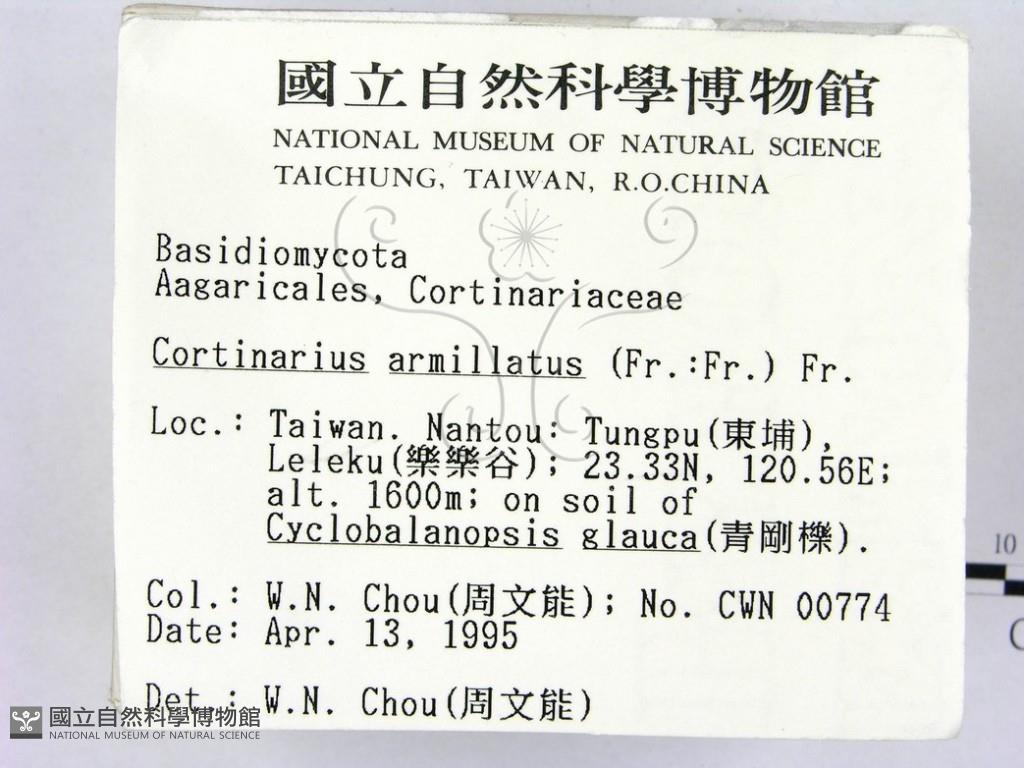 國立自然科學博物館
NATIONAL MUSEUM OF NATURAL SCIENCE
TAICHUNG, TAIWAN, R.O.CHINA
Basidiomycota
Aagaricales, Cortinariaceae
Cortinarius armillatus (Fr.:Fr.) Fr.
Loc.: Taiwan. Nantou: Tungpu(東埔),
Leleku(樂樂谷); 23.33N, 120.56E;
alt. 1600m; on soil of
Cyclobalanopsis glauca(青剛櫟).
Col.: W.N. Chou(周文能); No. CWN 00774
Date: Apr. 13, 1995
Det.: W.N. Chou(周文能)
國立自然科學博物館
NATIONAL MUSEUM OF NATURAL SCIENCE
10